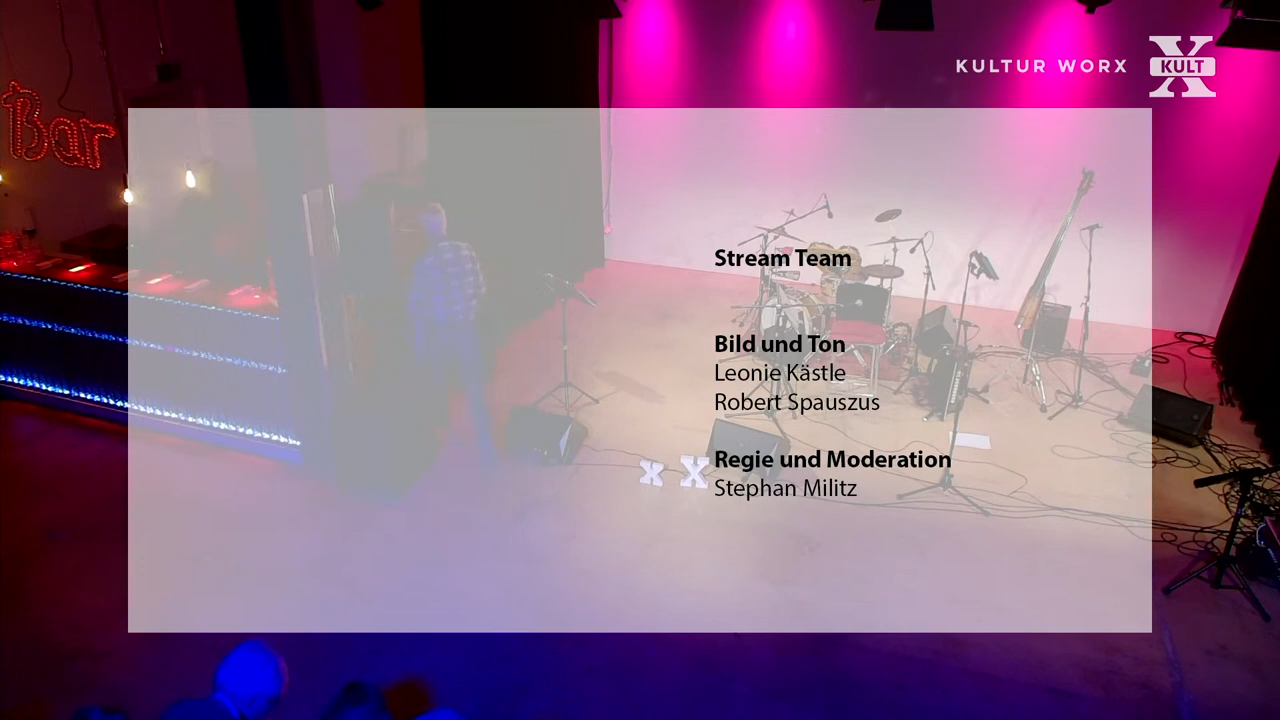 Bar
KULTUR WORX
X KULT
Stream Team
Bild und Ton
Leonie Kästle
Robert Spauszus
Regie und Moderation
Stephan Militz
X X